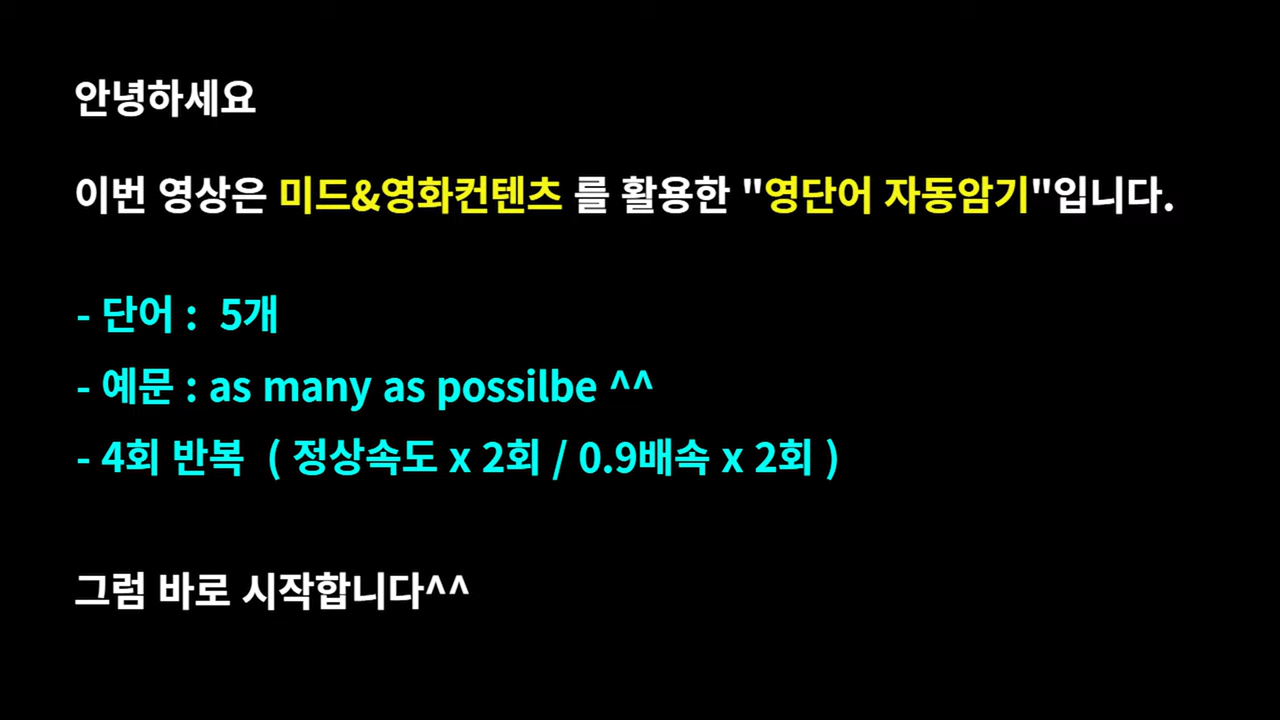 안녕하세요
이번 영상은 미드&영화컨텐츠 를 활용한 "영단어 자동암기"입니다.
- 단어 : 5개
- 예문 : as many as possilbe ^^
- 4회 반복 ( 정상속도 x 2회 / 0.9배속 x 2회 )
그럼 바로 시작합니다^^